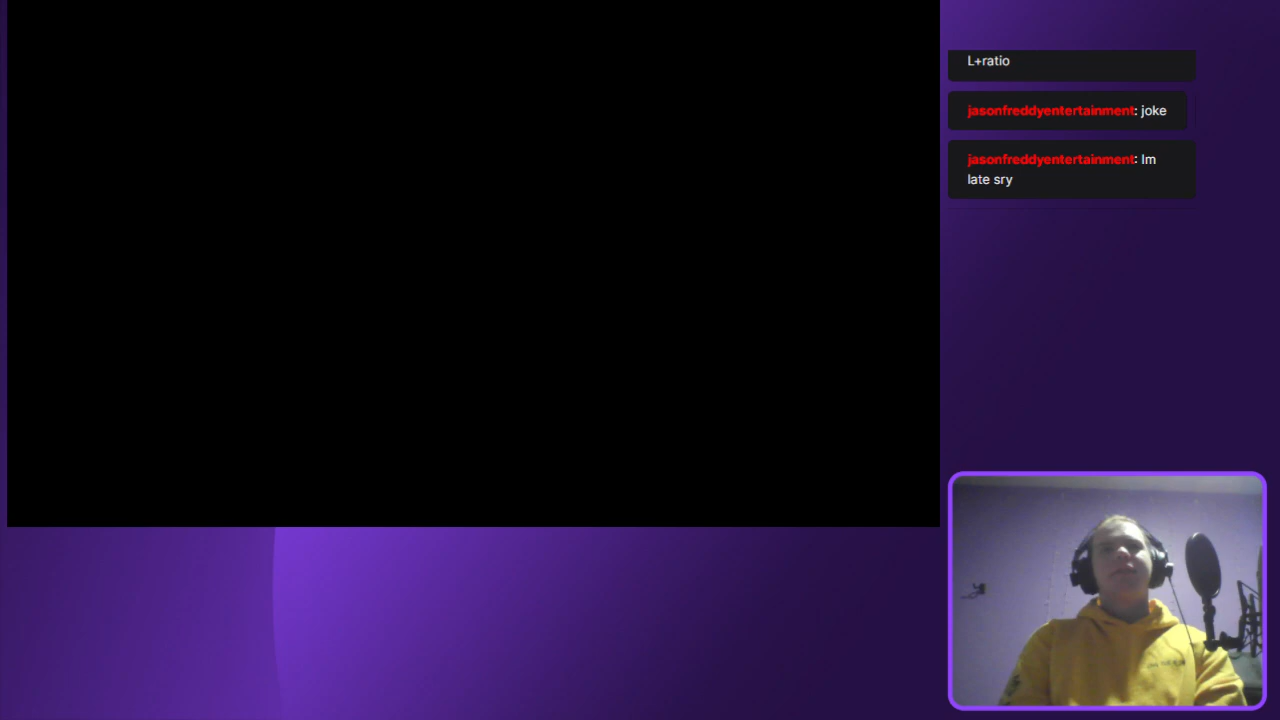 L+ratio
jasonfreddyentertainment: joke
jasonfreddyentertainment: Im
late sry